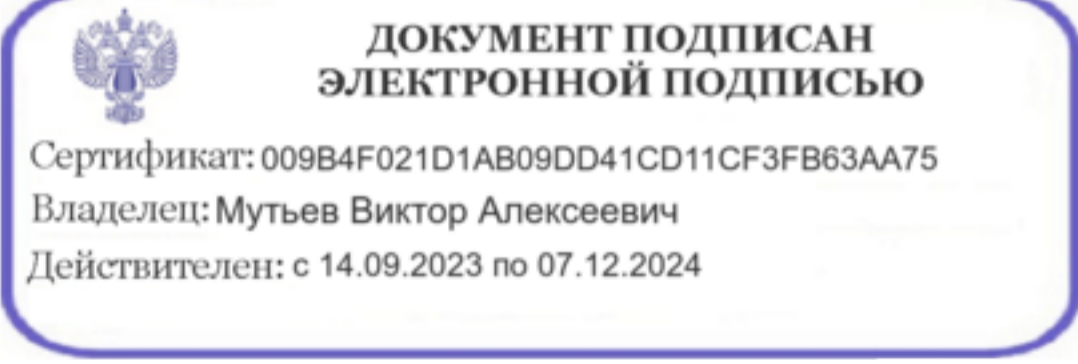 ДОКУМЕНТ ПОДПИСАН
ЭЛЕКТРОННОЙ ПОДПИСЬЮ
Сертификат: 009B4F021D1AB09DD41CD11CF3FB63AA75
Владелец: Мутьев Виктор Алексеевич
Действителен: с 14.09.2023 по 07.12.2024